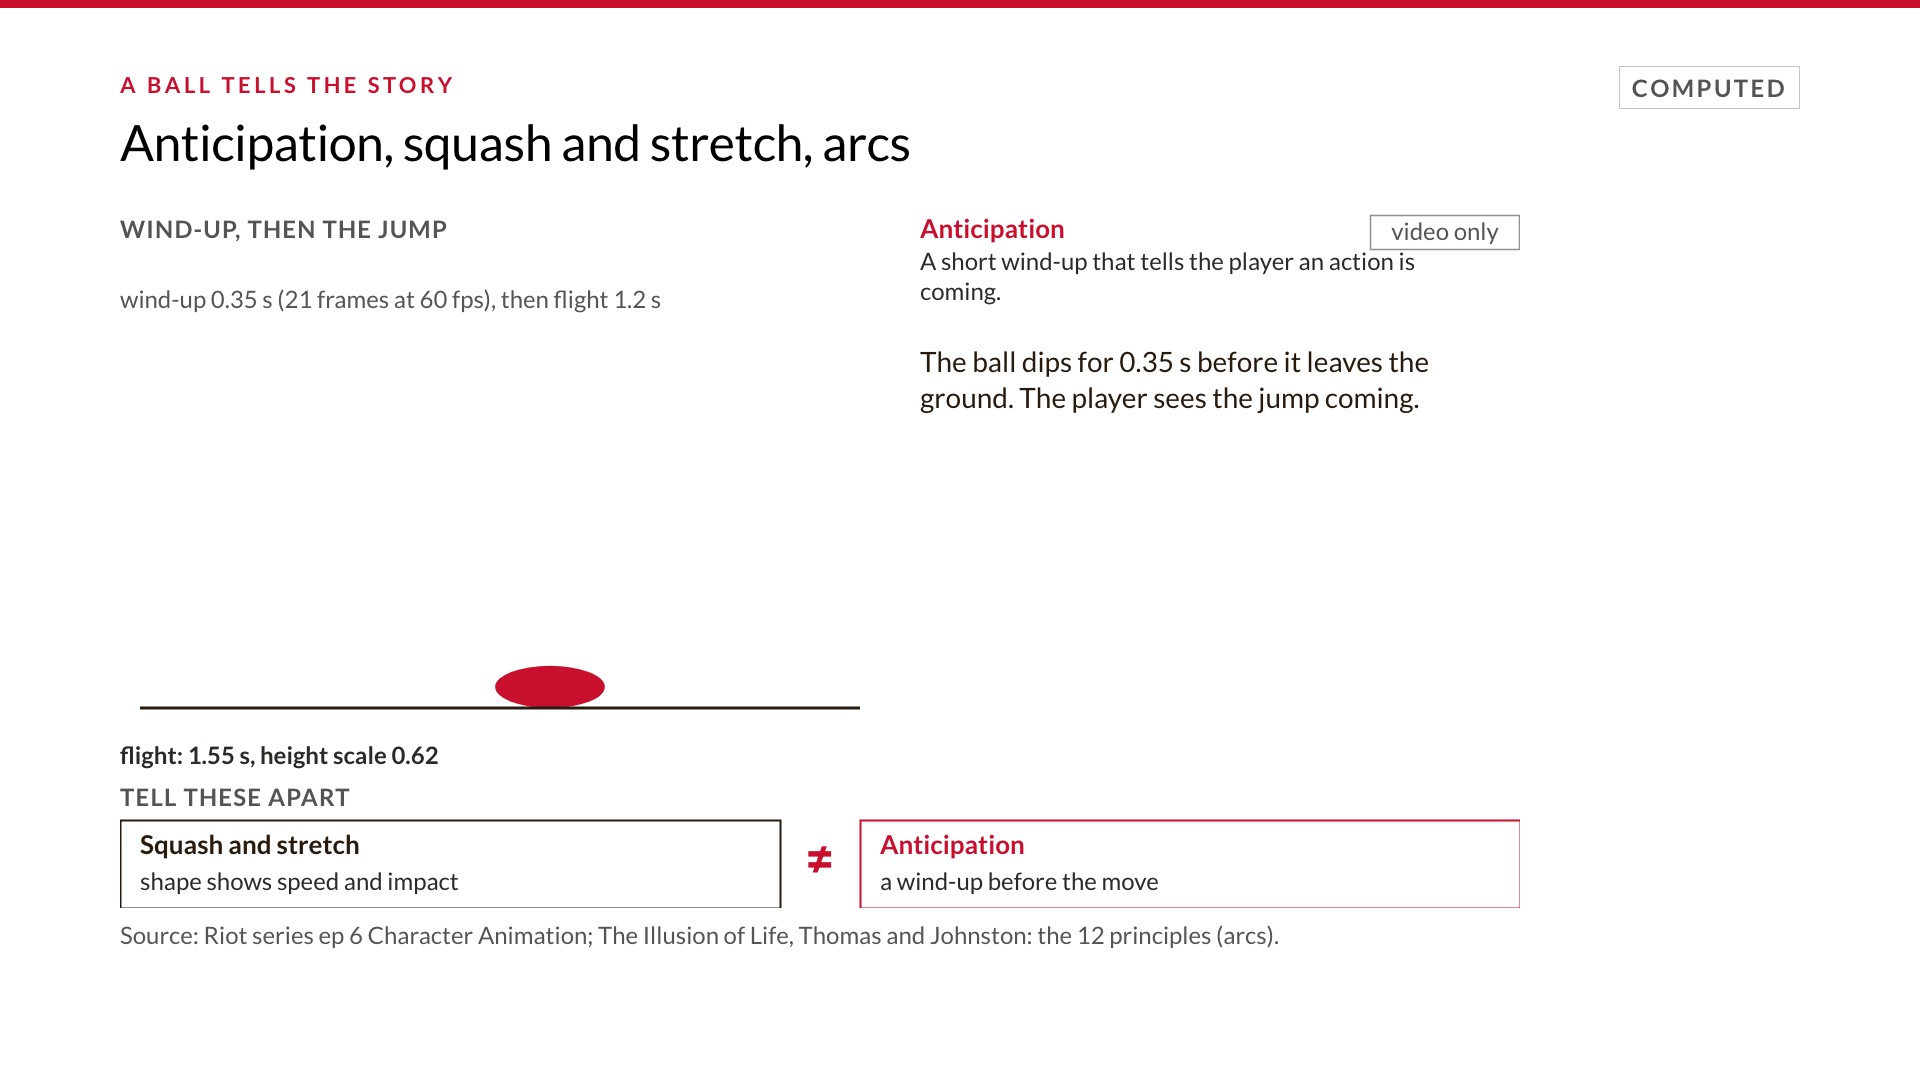 A BALL TELLS THE STORY
COMPUTED
Anticipation, squash and stretch, arcs
WIND-UP, THEN THE JUMP
wind-up 0.35 s (21 frames at 60 fps), then flight 1.2 s
Anticipation
video only
A short wind-up that tells the player an action is
coming.
The ball dips for 0.35 s before it leaves the
ground. The player sees the jump coming.
flight: 1.55 s, height scale 0.62
TELL THESE APART
Squash and stretch
shape shows speed and impact
≠
Anticipation
a wind-up before the move
Source: Riot series ep 6 Character Animation; The Illusion of Life, Thomas and Johnston: the 12 principles (arcs).